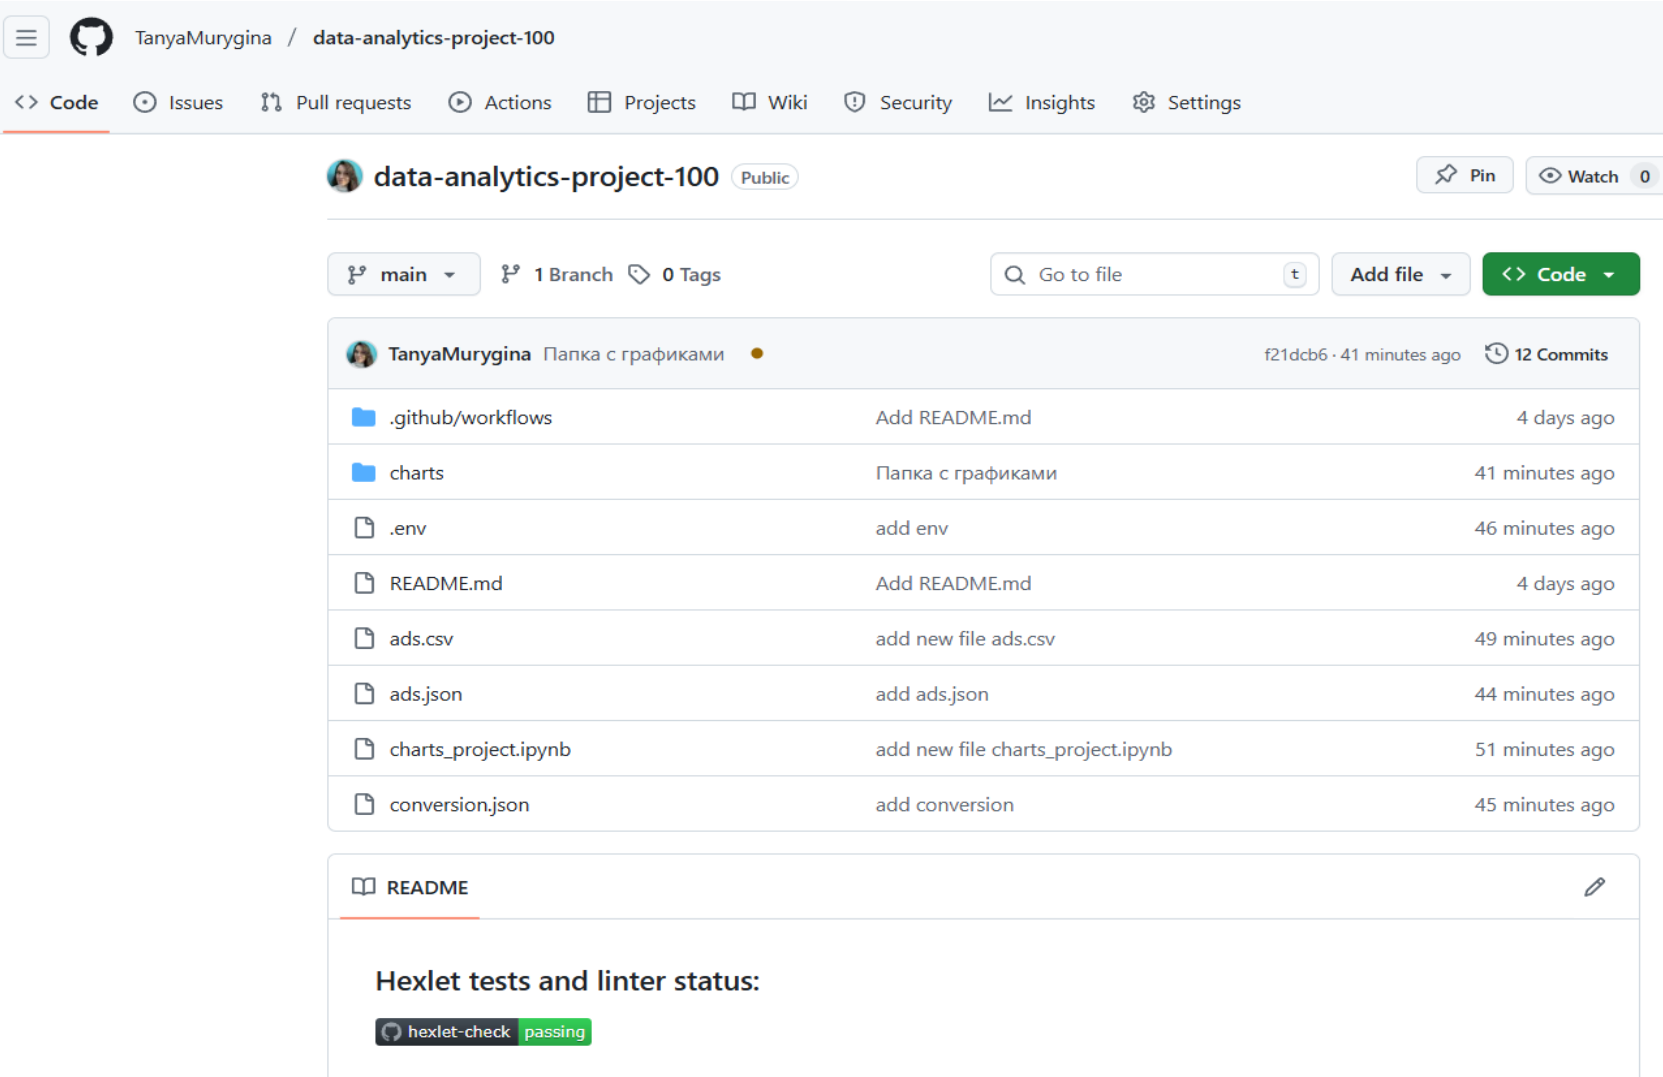 TanyaMurygina / data-analytics-project-100
Code Issues Pull requests Actions Projects Wiki Security Insights Settings
data-analytics-project-100 Public Pin Watch 0
main 1 Branch 0 Tags Go to file t Add file Code
TanyaMurygina Папка с графиками f21dcb6 · 41 minutes ago 12 Commits
.github/workflows Add README.md 4 days ago
charts Папка с графиками 41 minutes ago
.env add env 46 minutes ago
README.md Add README.md 4 days ago
ads.csv add new file ads.csv 49 minutes ago
ads.json add ads.json 44 minutes ago
charts_project.ipynb add new file charts_project.ipynb 51 minutes ago
conversion.json add conversion 45 minutes ago
README
Hexlet tests and linter status:
hexlet-check passing